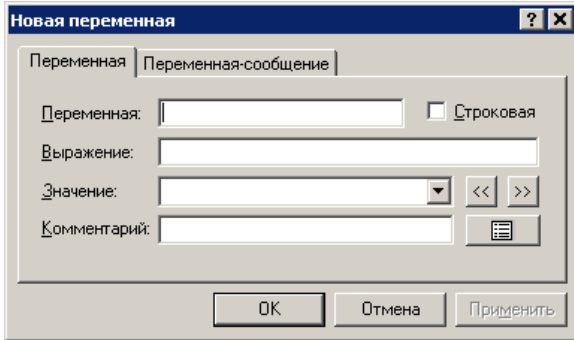 Новая переменная
Переменная Переменная-сообщение
Переменная: Строковая
Выражение:
Значение: << >>
Комментарий:
OK Отмена Применить